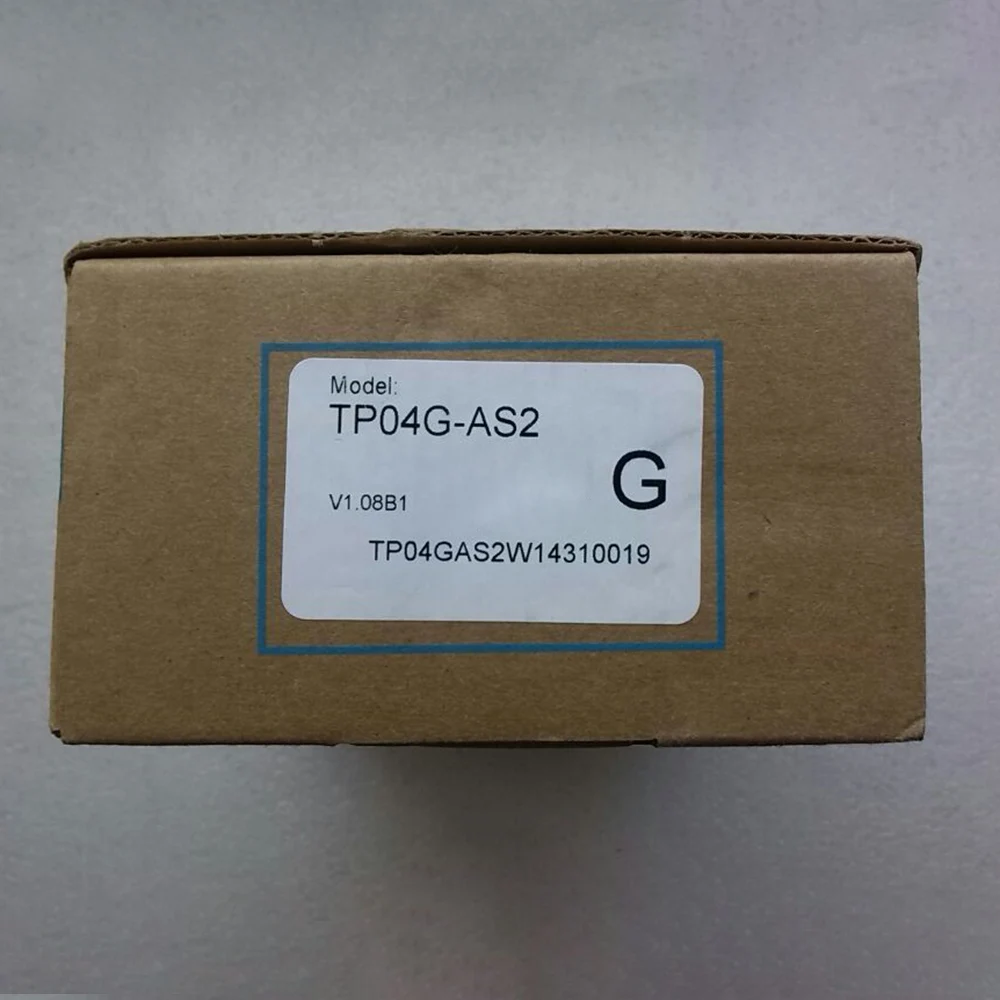 Model:
TP04G-AS2
G
V1.08B1
TP04GAS2W14310019